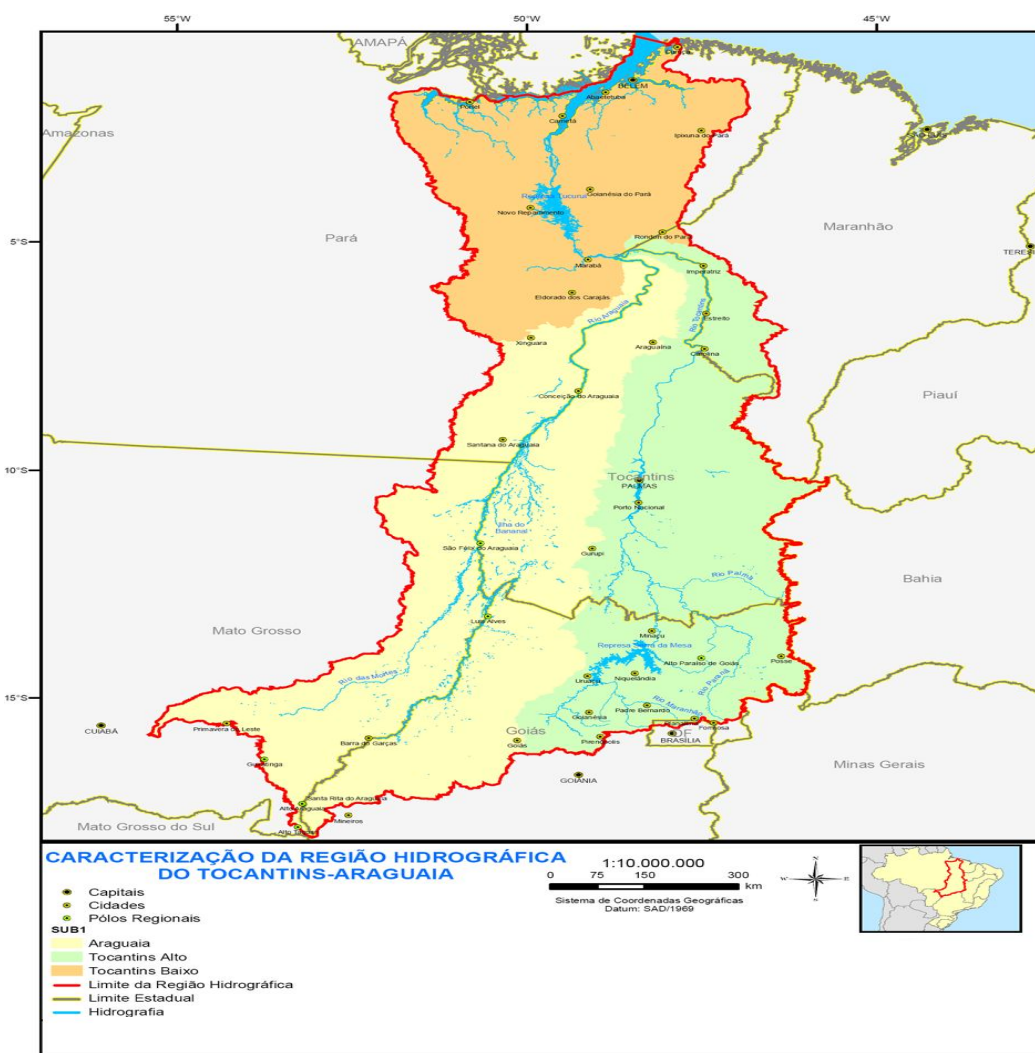 55°W 50°W 45°W
AMAPÁ
BELÉM
Abaetetuba
Portel
Cametá
Amazonas
Ipixuna do Pará
Goianésia do Pará
Novo Repartimento
Pará
Maranhão
Rondon do Pará
5°S
Marabá
Imperatriz
Eldorado dos Carajás
Rio Araguaia
Rio Tocantins
Estreito
Xinguara
Araguaína
Carolina
Piauí
Conceição do Araguaia
Santana do Araguaia
10°S
Tocantins
PALMAS
Porto Nacional
Ilha do
Bananal
São Félix do Araguaia
Gurupi
Rio Palma
Bahia
Luis Alves
Mato Grosso
Minaçu
Represa Serra da Mesa
Alto Paraíso de Goiás
Posse
Uruaçu
Niquelândia
Rio Paranã
Rio das Mortes
15°S
Padre Bernardo
Rio Maranhão
Goianésia
Formosa
CUIABÁ
Primavera do Leste
Barra do Garças
Goiás
Goiás
Pirenópolis
DF
BRASÍLIA
GOIÂNIA
Minas Gerais
Santa Rita do Araguaia
Alto Araguaia
Mineiros
Mato Grosso do Sul
CARACTERIZAÇÃO DA REGIÃO HIDROGRÁFICA
DO TOCANTINS-ARAGUAIA
1:10.000.000
0 75 150 300
km
Sistema de Coordenadas Geográficas
Datum: SAD/1969
N
W E
S
Capitais
Cidades
Pólos Regionais
SUB1
Araguaia
Tocantins Alto
Tocantins Baixo
Limite da Região Hidrográfica
Limite Estadual
Hidrografia